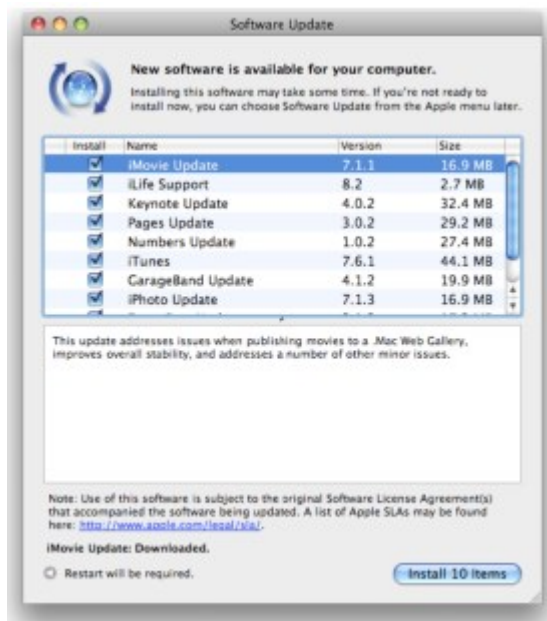 Software Update
New software is available for your computer.
Installing this software may take some time. If you're not ready to
install now, you can choose Software Update from the Apple menu later.
Install Name Version Size
iMovie Update 7.1.1 16.9 MB
iLife Support 8.2 2.7 MB
Keynote Update 4.0.2 32.4 MB
Pages Update 3.0.2 29.2 MB
Numbers Update 1.0.2 27.4 MB
iTunes 7.6.1 44.1 MB
GarageBand Update 4.1.2 19.9 MB
iPhoto Update 7.1.3 16.9 MB
This update addresses issues when publishing movies to a .Mac Web Gallery,
improves overall stability, and addresses a number of other minor issues.
Note: Use of this software is subject to the original Software License Agreement(s)
that accompanied the software being updated. A list of Apple SLAs may be found
here: http://www.apple.com/legal/sla/.
iMovie Update: Downloaded.
Restart will be required.
Install 10 Items